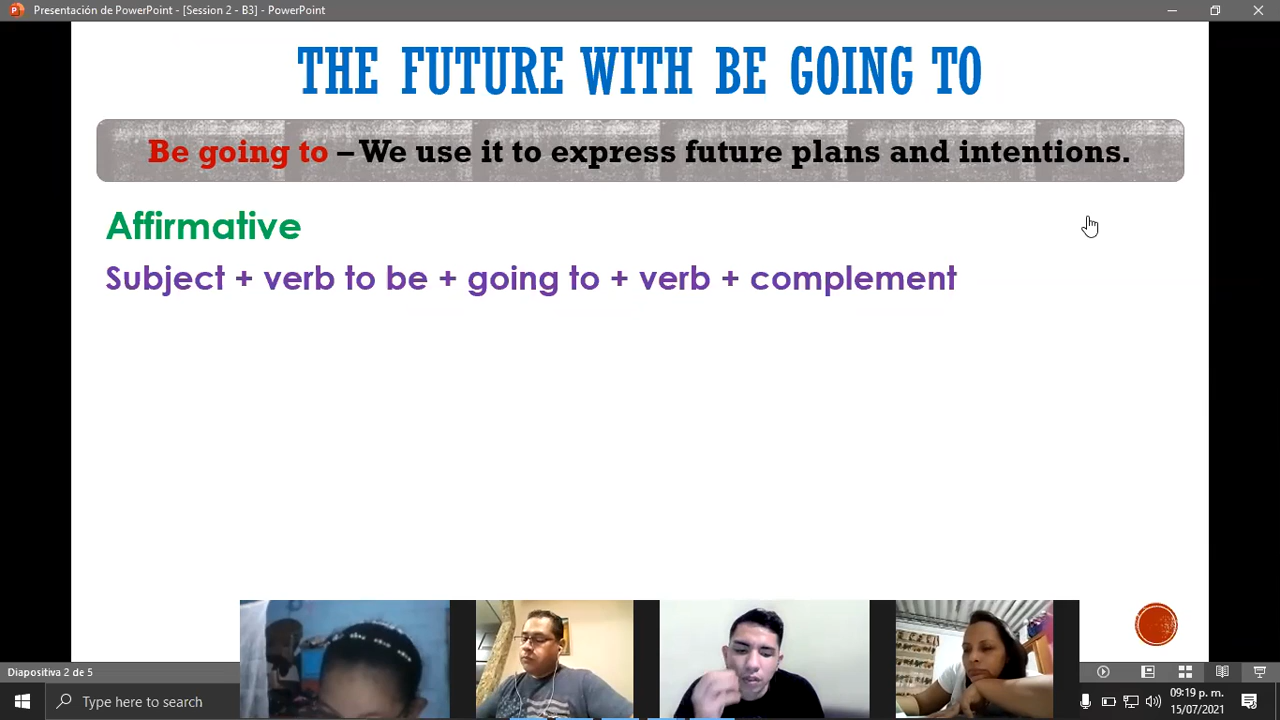 Presentación de PowerPoint - [Session 2 - B3] - PowerPoint
THE FUTURE WITH BE GOING TO
Be going to – We use it to express future plans and intentions.
Affirmative
Subject + verb to be + going to + verb + complement
Diapositiva 2 de 5
Type here to search
09:19 p. m.
15/07/2021